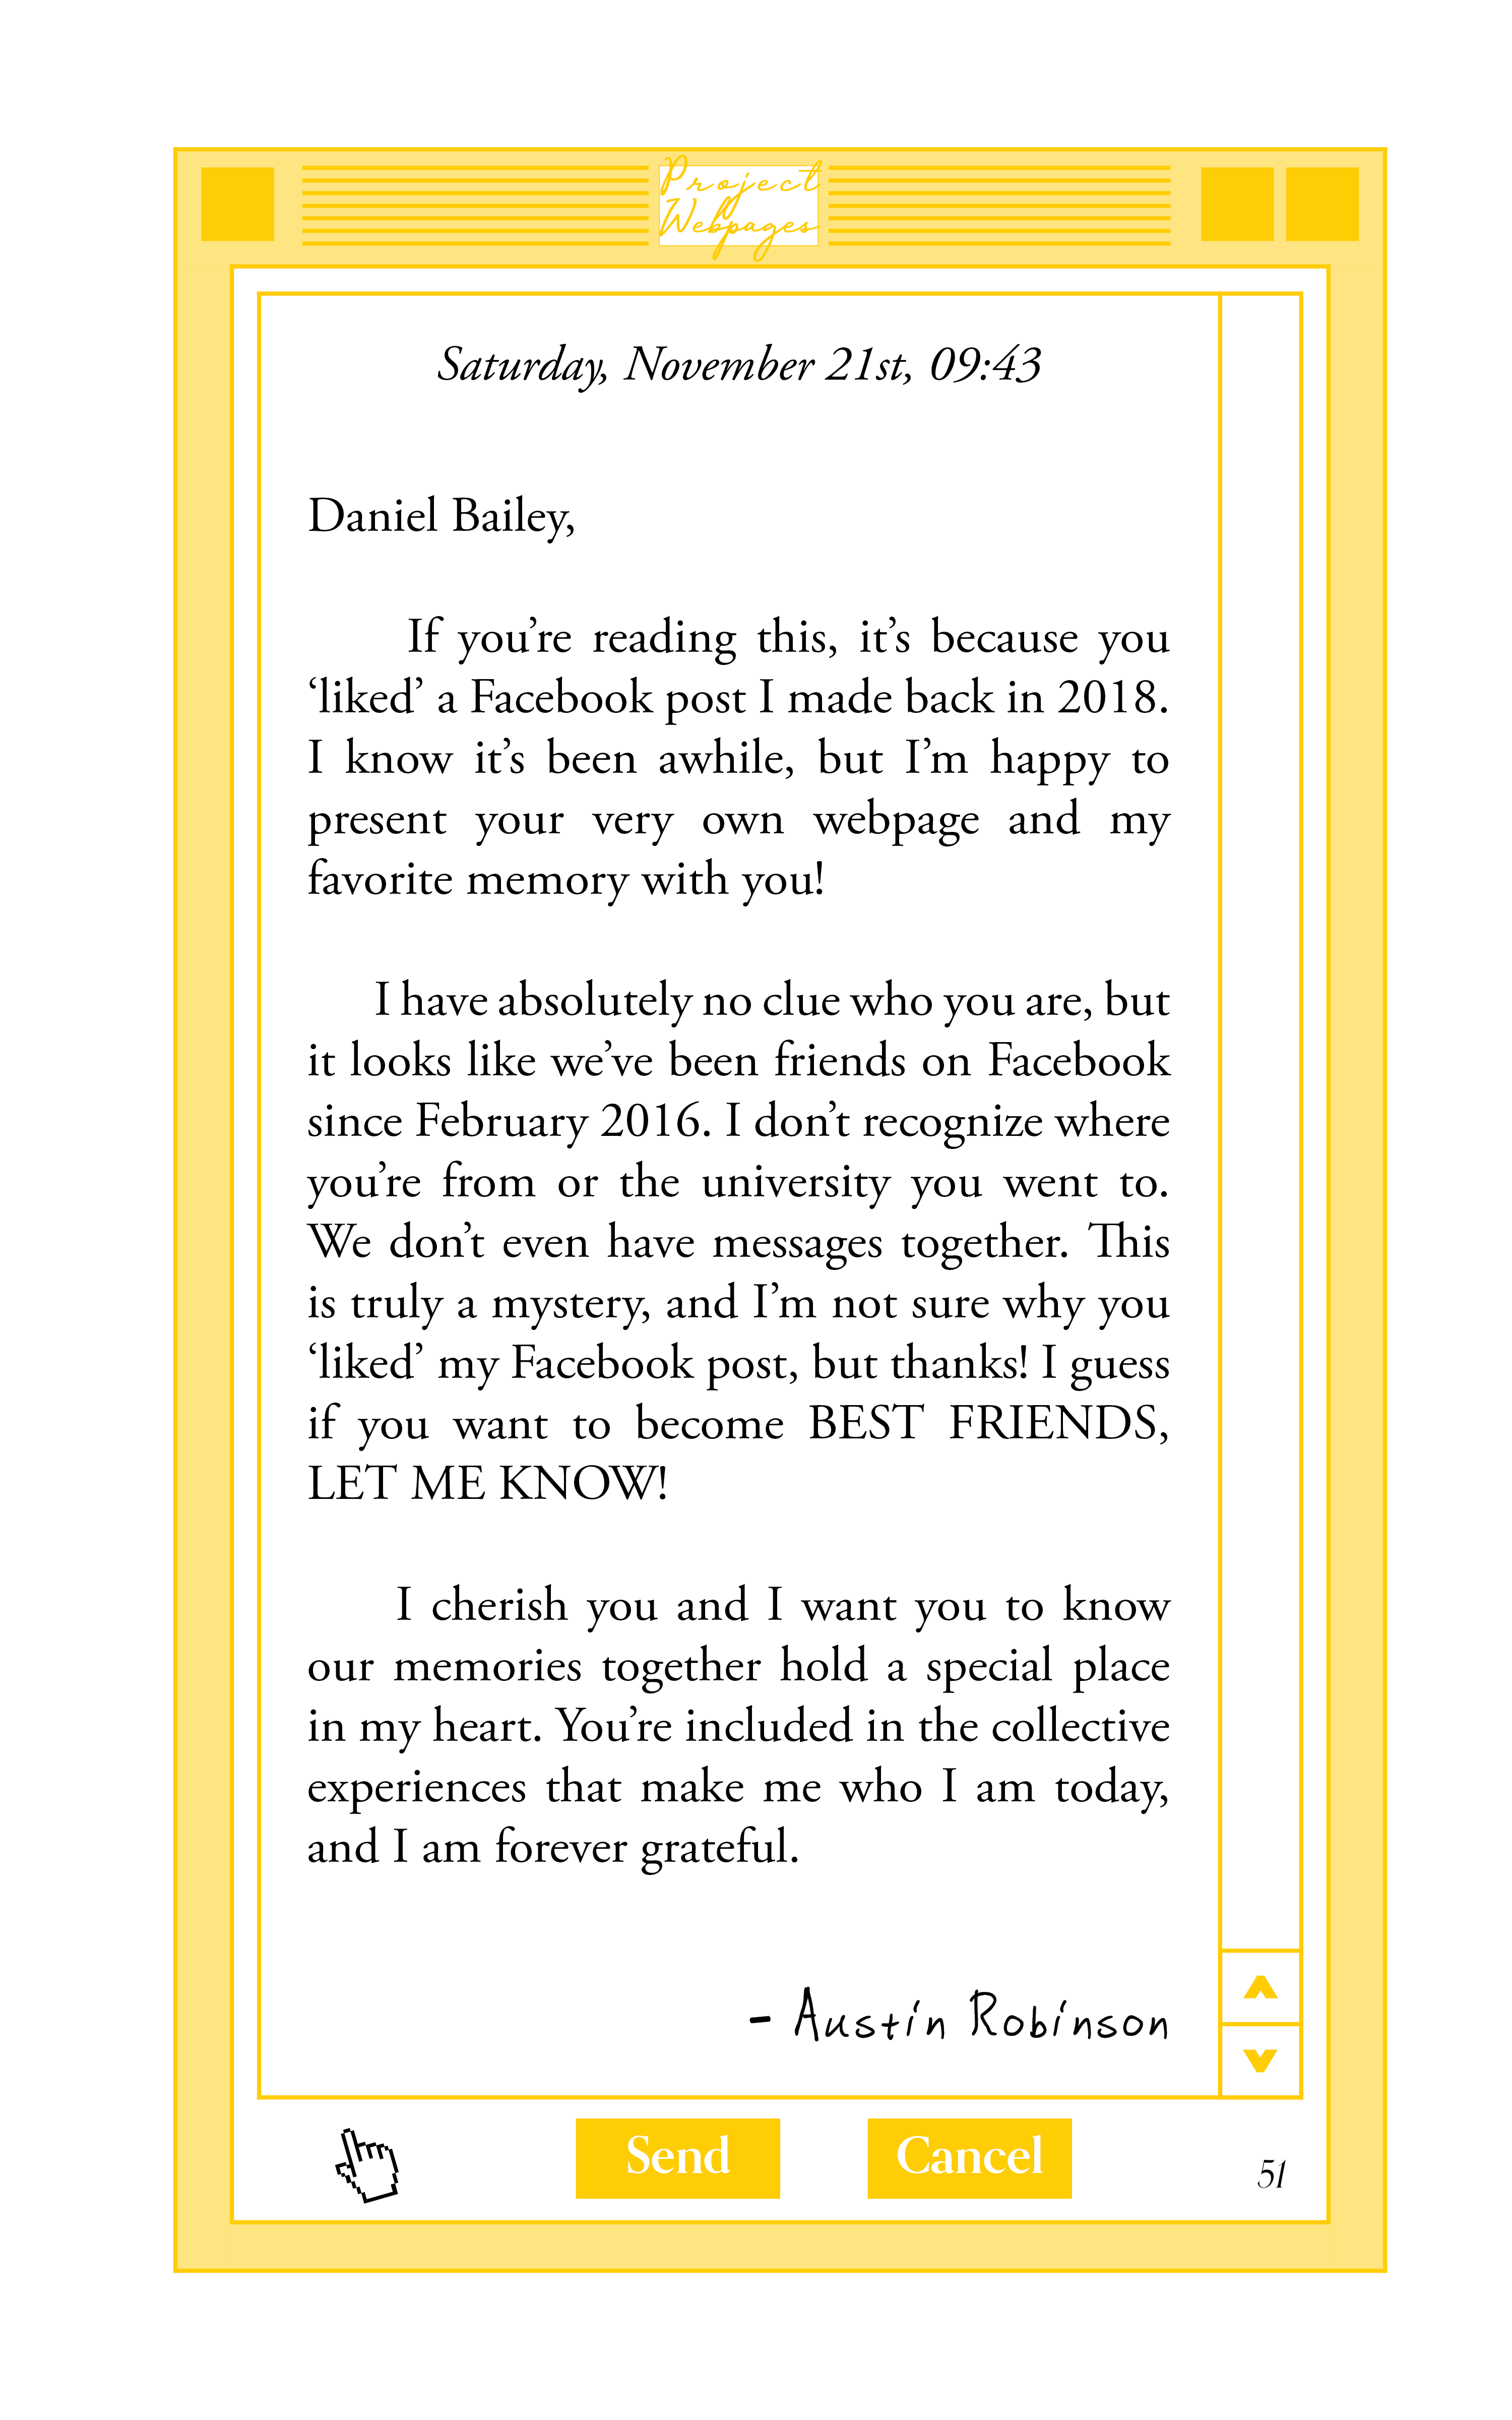 Project
Webpages
Saturday, November 21st, 09:43
Daniel Bailey,
If you’re reading this, it’s because you
‘liked’ a Facebook post I made back in 2018.
I know it’s been awhile, but I’m happy to
present your very own webpage and my
favorite memory with you!
I have absolutely no clue who you are, but
it looks like we’ve been friends on Facebook
since February 2016. I don’t recognize where
you’re from or the university you went to.
We don’t even have messages together. This
is truly a mystery, and I’m not sure why you
‘liked’ my Facebook post, but thanks! I guess
if you want to become BEST FRIENDS,
LET ME KNOW!
I cherish you and I want you to know
our memories together hold a special place
in my heart. You’re included in the collective
experiences that make me who I am today,
and I am forever grateful.
- Austin Robinson
Send Cancel 51